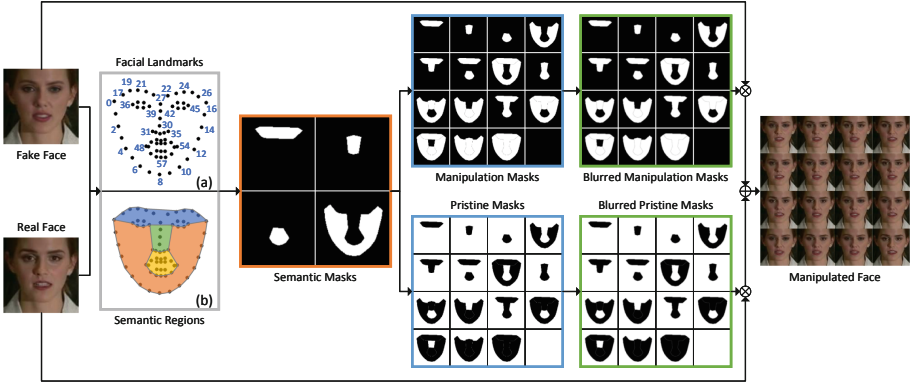 Facial Landmarks
19 21 22 24
17 27 26
0 36 39 42 45 16
30
2 31 35 14
4 48 54 12
6 57 10
8 (a)
Fake Face
Real Face
(b)
Semantic Regions
Semantic Masks
Manipulation Masks
Blurred Manipulation Masks
Pristine Masks
Blurred Pristine Masks
Manipulated Face